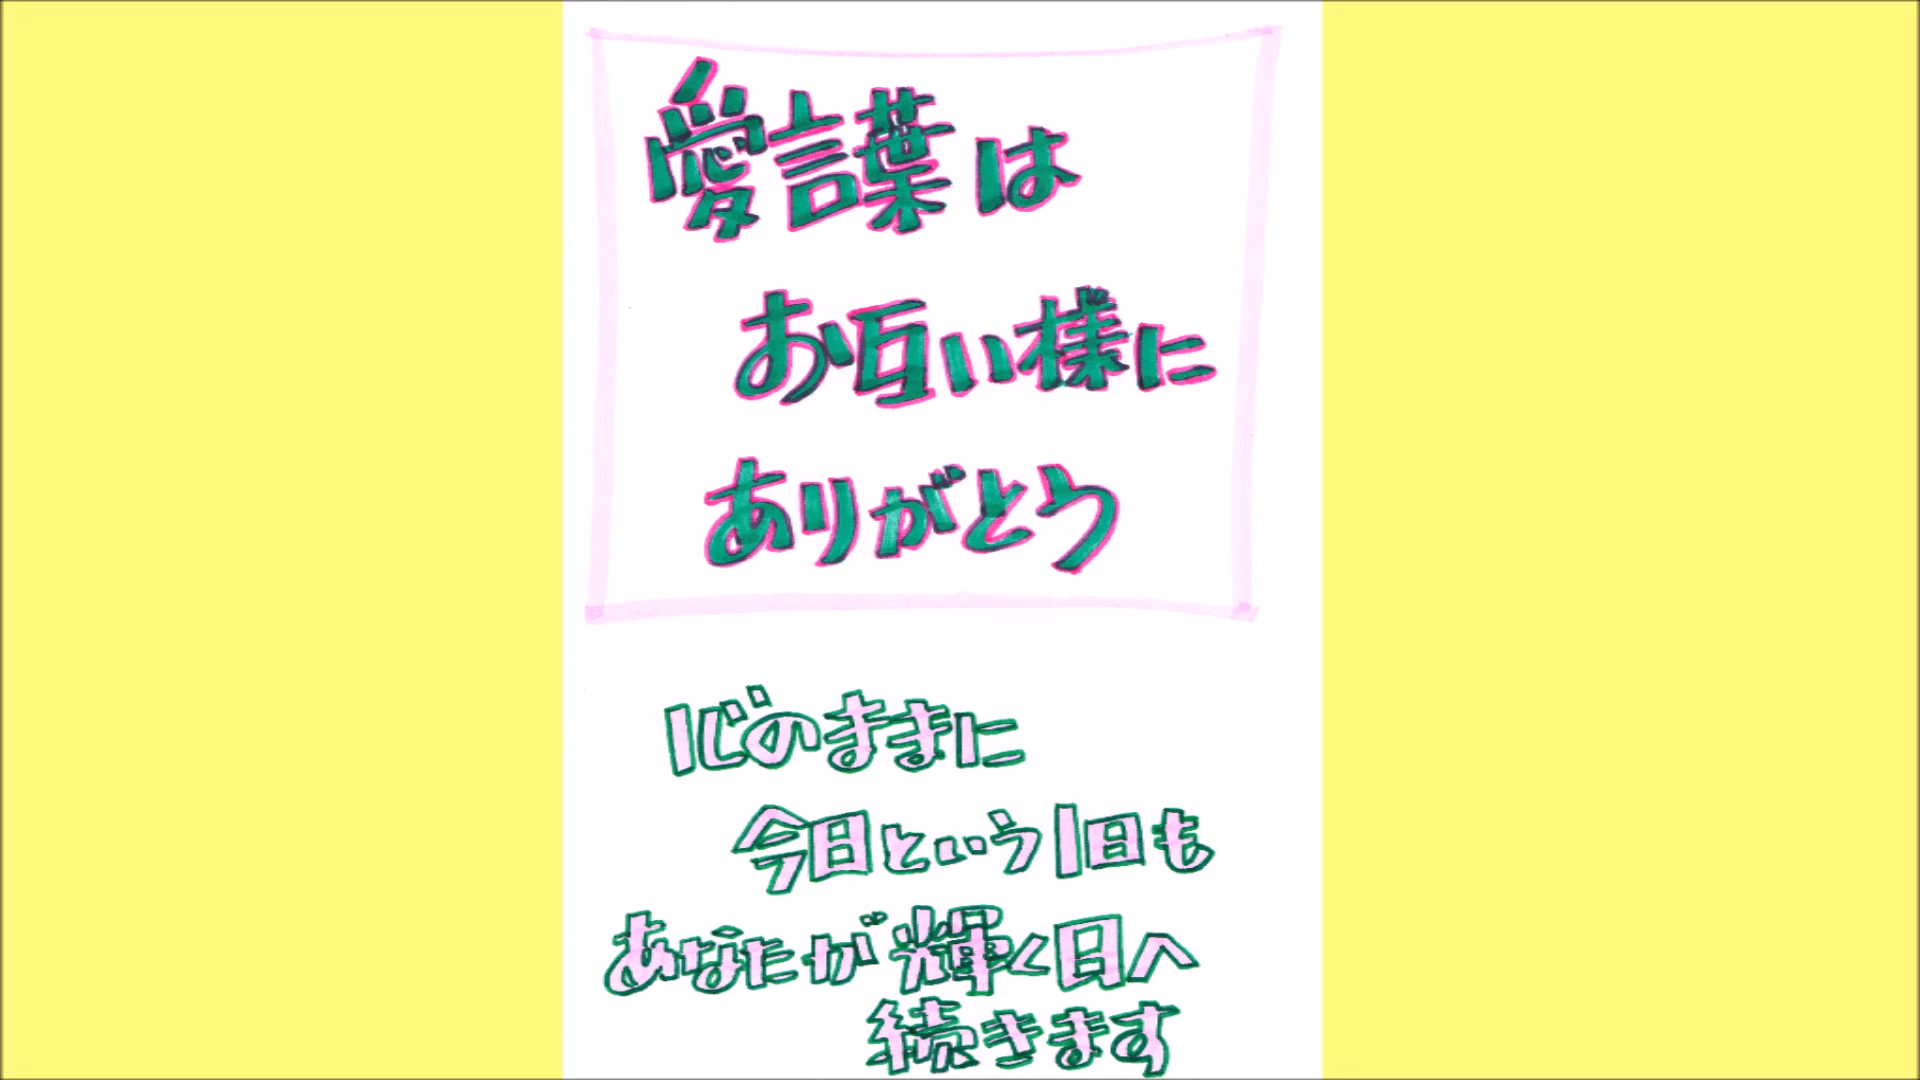 愛言葉は
お互い様に
ありがとう
心のままに
今日という1日も
あなたが輝く日へ
続きます